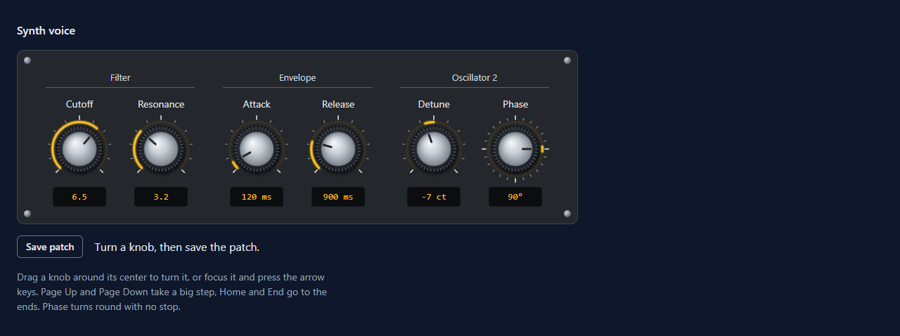 Synth voice
Filter
Envelope
Oscillator 2
Cutoff
Resonance
Attack
Release
Detune
Phase
6.5
3.2
120 ms
900 ms
-7 ct
90°
Save patch
Turn a knob, then save the patch.
Drag a knob around its center to turn it, or focus it and press the arrow
keys. Page Up and Page Down take a big step, Home and End go to the
ends. Phase turns round with no stop.